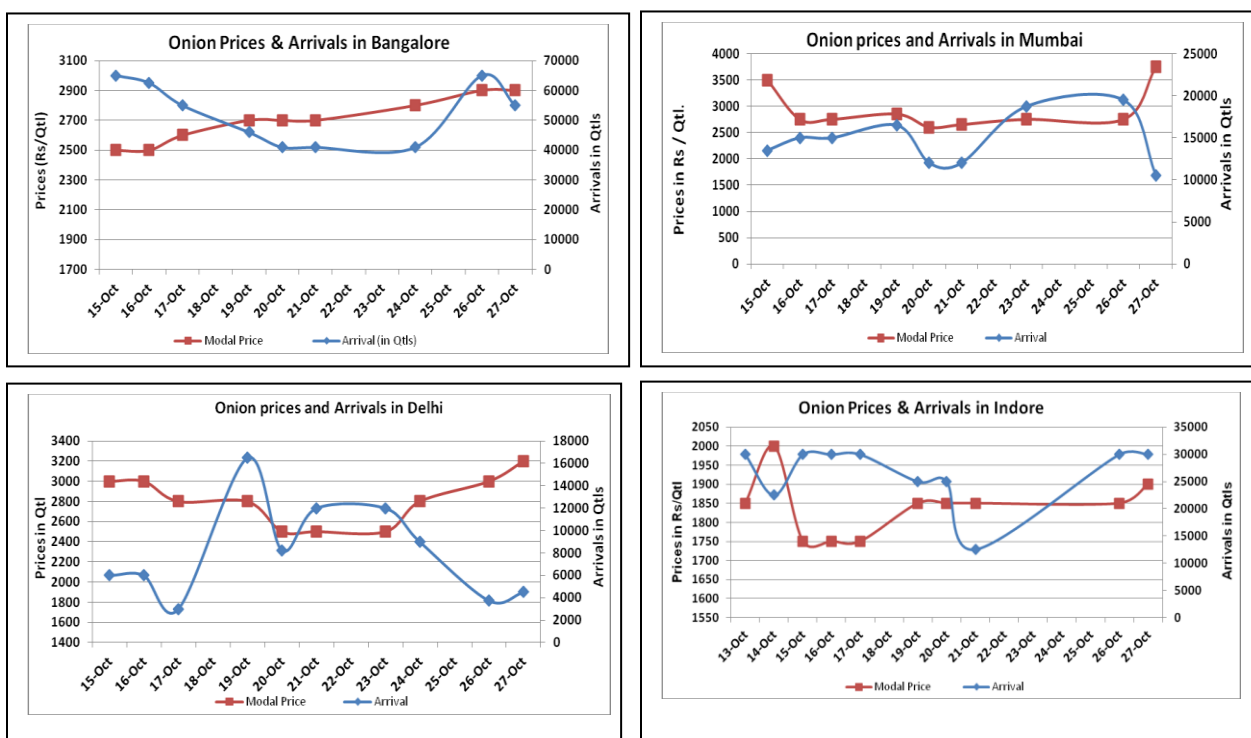 Onion Prices & Arrivals in Bangalore
Prices (Rs/Qtl)
3100
2900
2700
2500
2300
2100
1900
1700
70000
60000
50000
40000
30000
20000
10000
0
Arrivals in Qtls
15-Oct
16-Oct
17-Oct
18-Oct
19-Oct
20-Oct
21-Oct
22-Oct
23-Oct
24-Oct
25-Oct
26-Oct
27-Oct
Modal Price
Arrival (in Qtls)
Onion prices and Arrivals in Mumbai
Prices in Rs / Qtl.
4000
3500
3000
2500
2000
1500
1000
500
0
25000
20000
15000
10000
5000
0
Arrivals in Qtls
15-Oct
16-Oct
17-Oct
18-Oct
19-Oct
20-Oct
21-Oct
22-Oct
23-Oct
24-Oct
25-Oct
26-Oct
27-Oct
Modal Price
Arrival
Onion prices and Arrivals in Delhi
Prices in Qtl
3400
3200
3000
2800
2600
2400
2200
2000
1800
1600
1400
18000
16000
14000
12000
10000
8000
6000
4000
2000
0
Arrivals in Qtls
15-Oct
16-Oct
17-Oct
18-Oct
19-Oct
20-Oct
21-Oct
22-Oct
23-Oct
24-Oct
25-Oct
26-Oct
27-Oct
Modal Price
Arrival
Onion Prices & Arrivals in Indore
Prices in Rs/Qtl
2050
2000
1950
1900
1850
1800
1750
1700
1650
1600
1550
35000
30000
25000
20000
15000
10000
5000
0
Arrivals in Qtls
13-Oct
14-Oct
15-Oct
16-Oct
17-Oct
18-Oct
19-Oct
20-Oct
21-Oct
22-Oct
23-Oct
24-Oct
25-Oct
26-Oct
27-Oct
Modal Price
Arrival